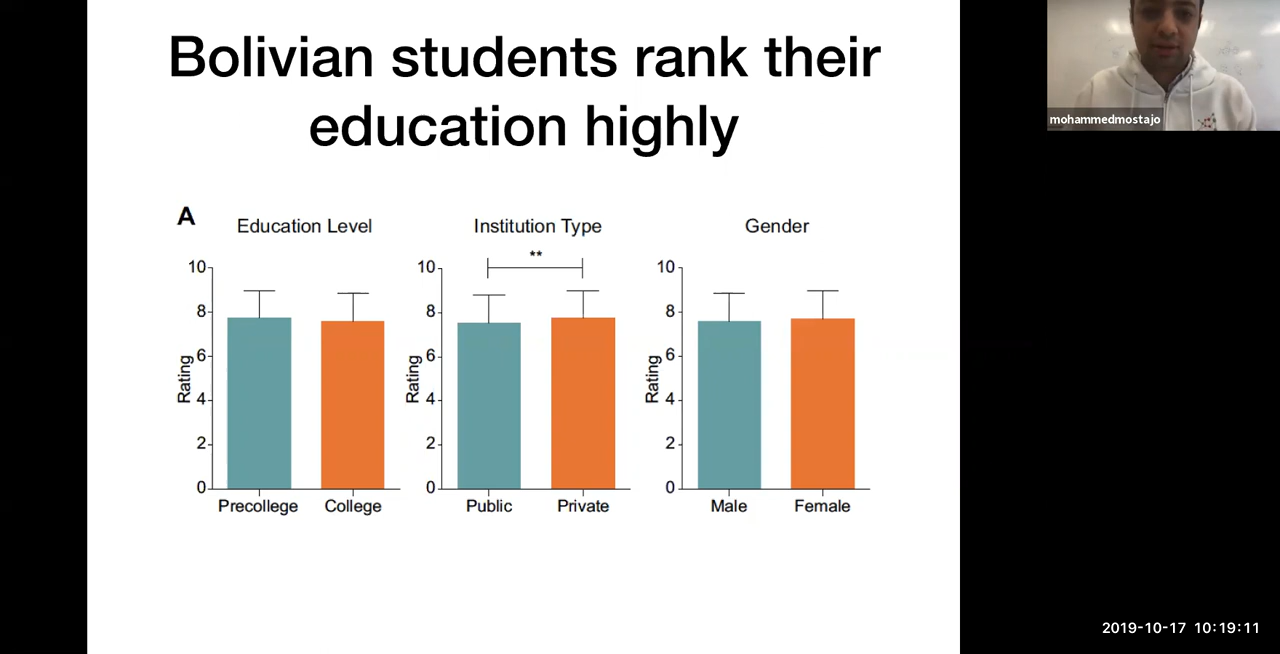 Bolivian students rank their
education highly
mohammedmostajo
A
Education Level
Institution Type
Gender
**
10
8
6
4
2
0
Rating
Precollege College
10
8
6
4
2
0
Rating
Public Private
10
8
6
4
2
0
Rating
Male Female
2019-10-17 10:19:11